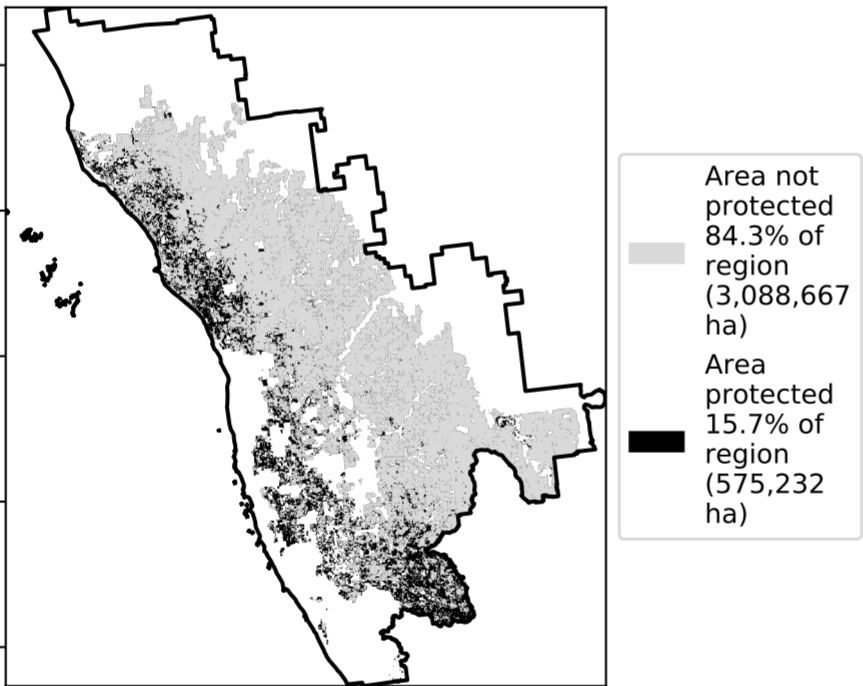 Area not
protected
84.3% of
region
(3,088,667
ha)
Area
protected
15.7% of
region
(575,232
ha)